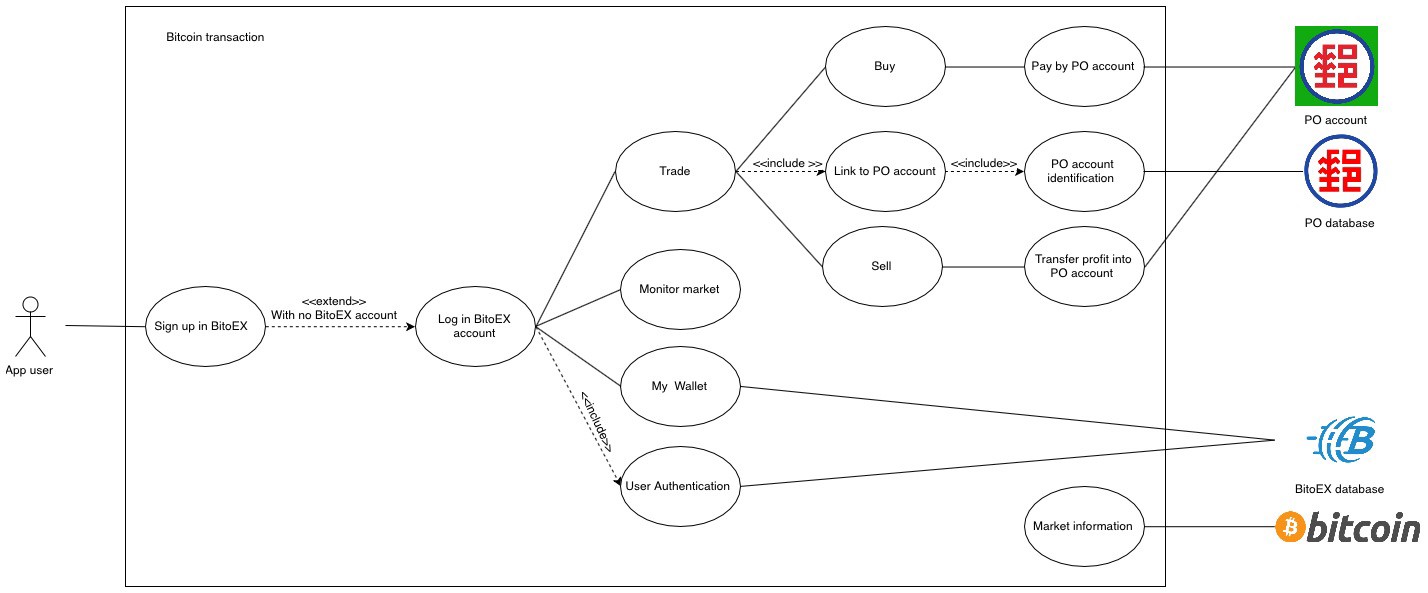 Bitcoin transaction
Buy
Pay by PO account
郵
PO account
Trade
<<include >>
Link to PO account
<<include>>
PO account
identification
郵
PO database
Sell
Transfer profit into
PO account
Monitor market
App user
Sign up in BitoEX
<<extend>>
With no BitoEX account
Log in BitoEX
account
My  Wallet
<<include>>
User Authentication
B
BitoEX database
Market information
bitcoin